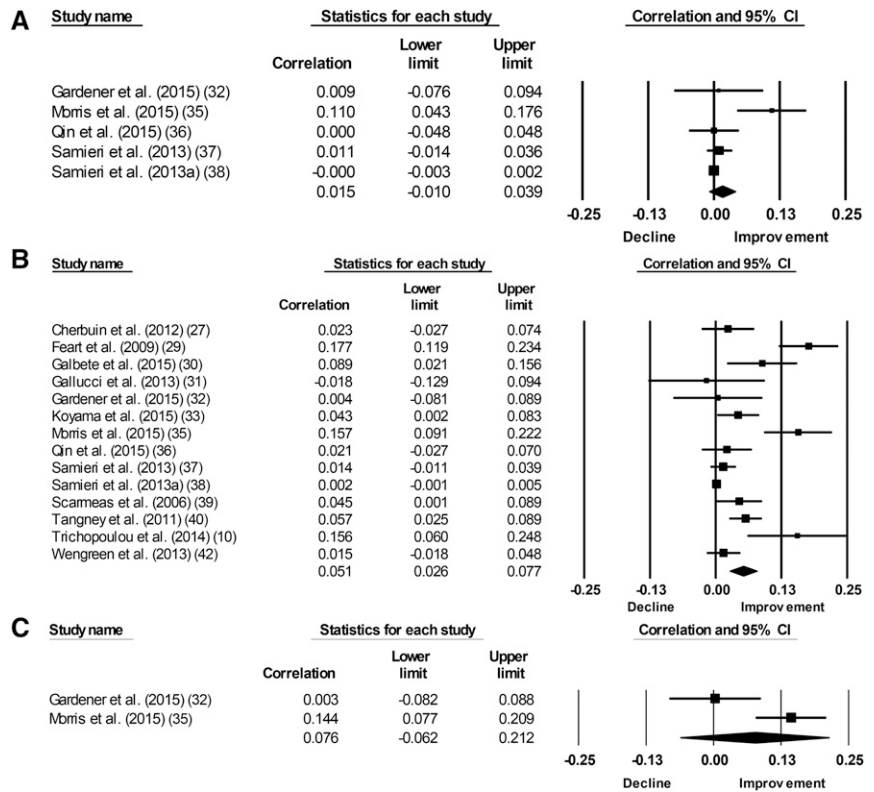 A
Study name Statistics for each study Correlation and 95% CI
Correlation Lower limit Upper limit
Gardener et al. (2015) (32) 0.009 -0.076 0.094
Morris et al. (2015) (35) 0.110 0.043 0.176
Qin et al. (2015) (36) 0.000 -0.048 0.048
Samieri et al. (2013) (37) 0.011 -0.014 0.036
Samieri et al. (2013a) (38) -0.000 -0.003 0.002
0.015 -0.010 0.039
-0.25 -0.13 0.00 0.13 0.25
Decline Improvement
B
Study name Statistics for each study Correlation and 95% CI
Correlation Lower limit Upper limit
Cherbuin et al. (2012) (27) 0.023 -0.027 0.074
Feart et al. (2009) (29) 0.177 0.119 0.234
Galbete et al. (2015) (30) 0.089 0.021 0.156
Gallucci et al. (2013) (31) -0.018 -0.129 0.094
Gardener et al. (2015) (32) 0.004 -0.081 0.089
Koyama et al. (2015) (33) 0.043 0.002 0.083
Morris et al. (2015) (35) 0.157 0.091 0.222
Qin et al. (2015) (36) 0.021 -0.027 0.070
Samieri et al. (2013) (37) 0.014 -0.011 0.039
Samieri et al. (2013a) (38) 0.002 -0.001 0.005
Scarmeas et al. (2006) (39) 0.045 0.001 0.089
Tangney et al. (2011) (40) 0.057 0.025 0.089
Trichopoulou et al. (2014) (10) 0.156 0.060 0.248
Wengreen et al. (2013) (42) 0.015 -0.018 0.048
0.051 0.026 0.077
-0.25 -0.13 0.00 0.13 0.25
Decline Improvement
C
Study name Statistics for each study Correlation and 95% CI
Correlation Lower limit Upper limit
Gardener et al. (2015) (32) 0.003 -0.082 0.088
Morris et al. (2015) (35) 0.144 0.077 0.209
0.076 -0.062 0.212
-0.25 -0.13 0.00 0.13 0.25
Decline Improvement